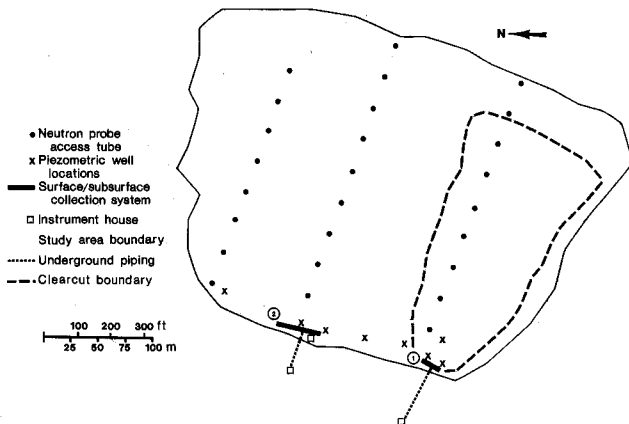 N
Neutron probe
access tube
x Piezometric well
locations
Surface/subsurface
collection system
Instrument house
Study area boundary
Underground piping
Clearcut boundary
2
1
100 200 300 ft
25 50 75 100 m